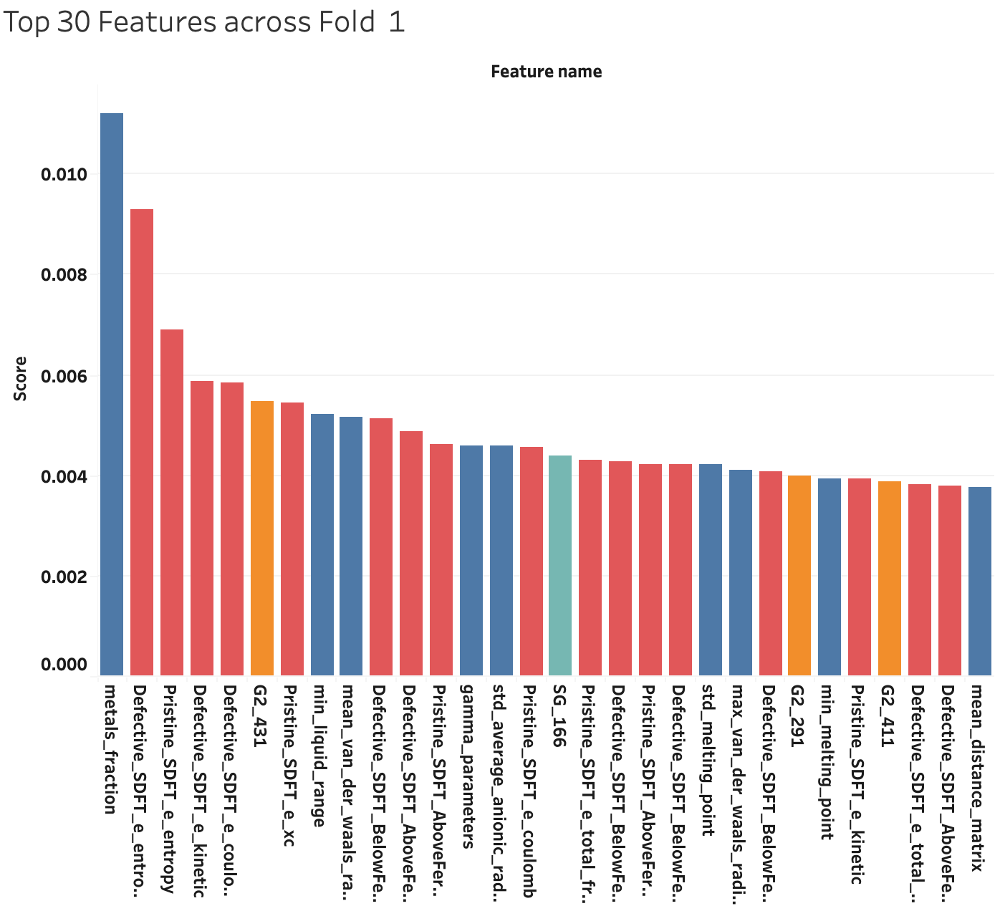 Top 30 Features across Fold 1
Feature name
Score
0.010
0.008
0.006
0.004
0.002
0.000
metals_fraction
Defective_SDFT_e_entro..
Pristine_SDFT_e_entropy
Defective_SDFT_e_kinetic
Defective_SDFT_e_coulo..
G2_431
Pristine_SDFT_e_xc
min_liquid_range
mean_van_der_waals_ra..
Defective_SDFT_BelowFe..
Defective_SDFT_AboveFe..
Pristine_SDFT_AboveFer..
gamma_parameters
std_average_anionic_rad..
Pristine_SDFT_e_coulomb
SG_166
Pristine_SDFT_e_total_fr..
Defective_SDFT_BelowFe..
Pristine_SDFT_AboveFer..
Defective_SDFT_BelowFe..
std_melting_point
max_van_der_waals_radi..
Defective_SDFT_BelowFe..
G2_291
min_melting_point
Pristine_SDFT_e_kinetic
G2_411
Defective_SDFT_e_total_..
Defective_SDFT_AboveFe..
mean_distance_matrix